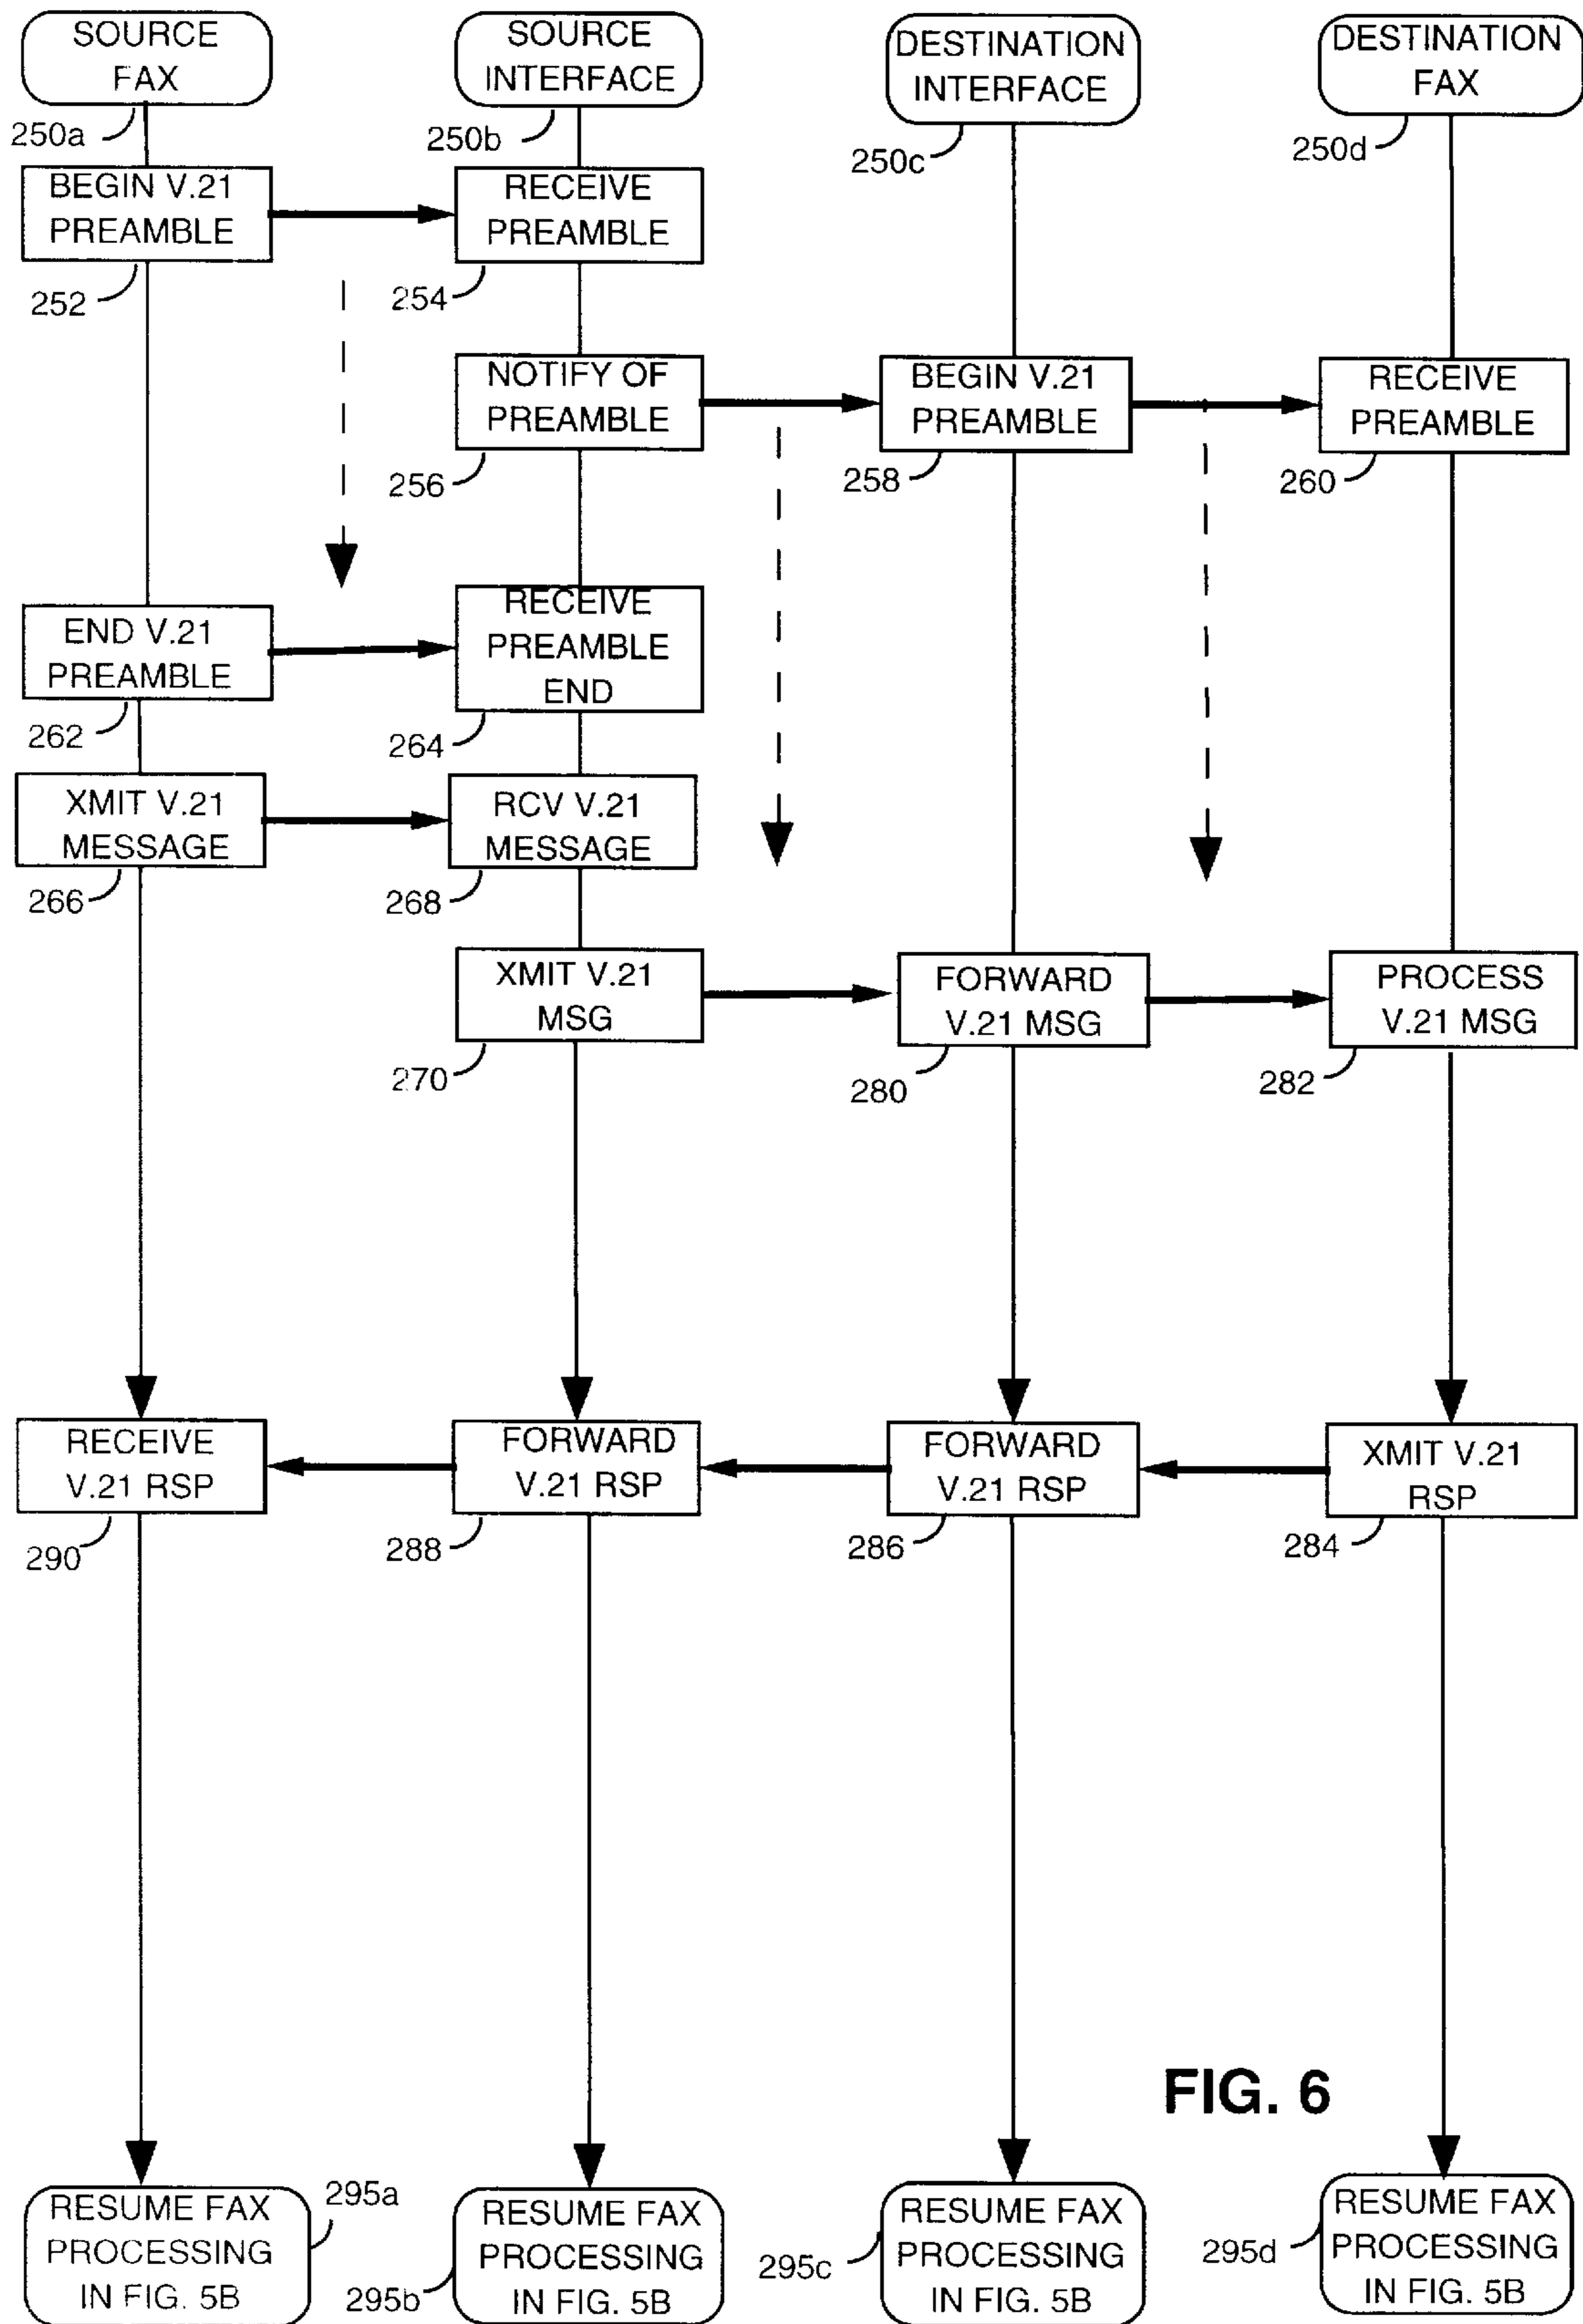 SOURCE
FAX
250a
SOURCE
INTERFACE
250b
DESTINATION
INTERFACE
250c
DESTINATION
FAX
250d
BEGIN V.21
PREAMBLE
252
RECEIVE
PREAMBLE
254
NOTIFY OF
PREAMBLE
256
BEGIN V.21
PREAMBLE
258
RECEIVE
PREAMBLE
260
END V.21
PREAMBLE
262
RECEIVE
PREAMBLE
END
264
XMIT V.21
MESSAGE
266
RCV V.21
MESSAGE
268
XMIT V.21
MSG
270
FORWARD
V.21 MSG
280
PROCESS
V.21 MSG
282
RECEIVE
V.21 RSP
290
FORWARD
V.21 RSP
288
FORWARD
V.21 RSP
286
XMIT V.21
RSP
284
FIG. 6
RESUME FAX
PROCESSING
IN FIG. 5B
295a
RESUME FAX
PROCESSING
IN FIG. 5B
295b
RESUME FAX
PROCESSING
IN FIG. 5B
295c
RESUME FAX
PROCESSING
IN FIG. 5B
295d